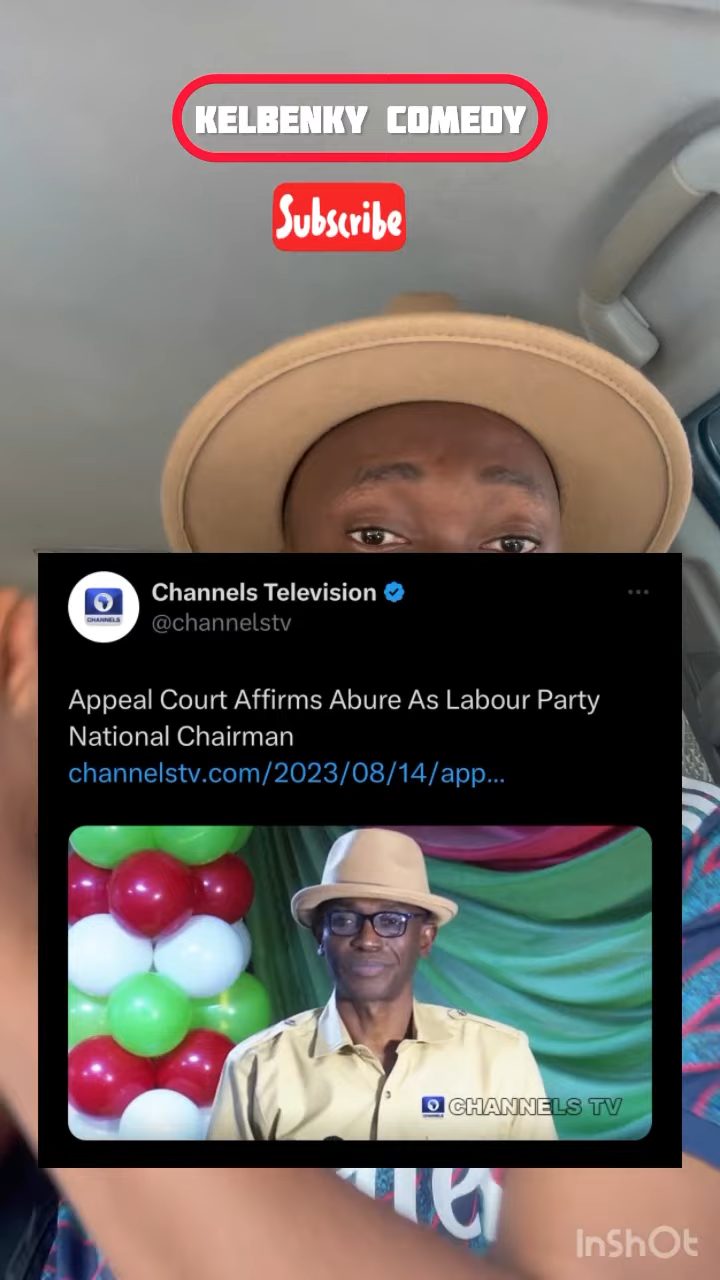 KELBENKY COMEDY
Subscribe
Channels Television
@channelstv
Appeal Court Affirms Abure As Labour Party
National Chairman
channelstv.com/2023/08/14/app...
CHANNELS
CHANNELS TV
InShOt